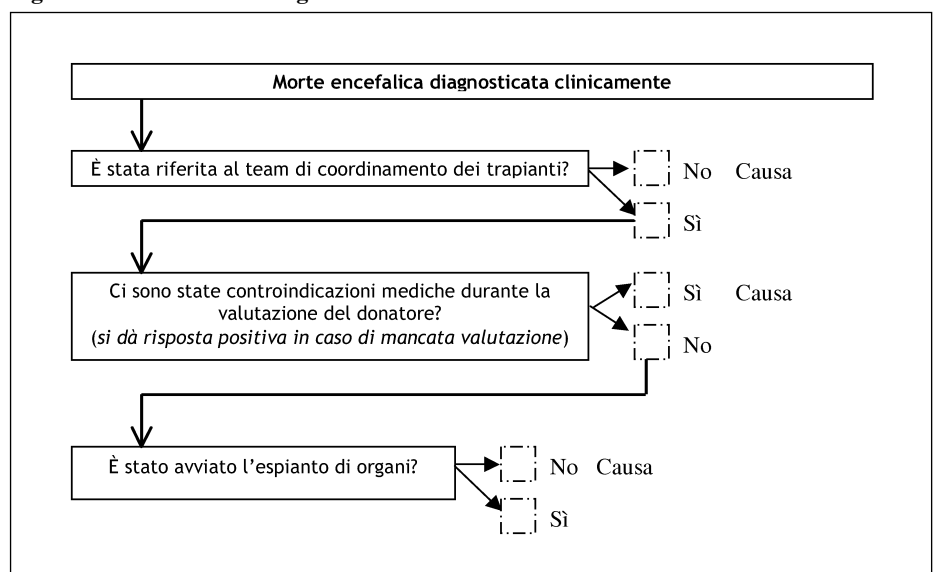 Morte encefalica diagnosticata clinicamente
È stata riferita al team di coordinamento dei trapianti?
No Causa
Sì
Ci sono state controindicazioni mediche durante la
valutazione del donatore?
(si dà risposta positiva in caso di mancata valutazione)
Sì Causa
No
È stato avviato l'espianto di organi?
No Causa
Sì